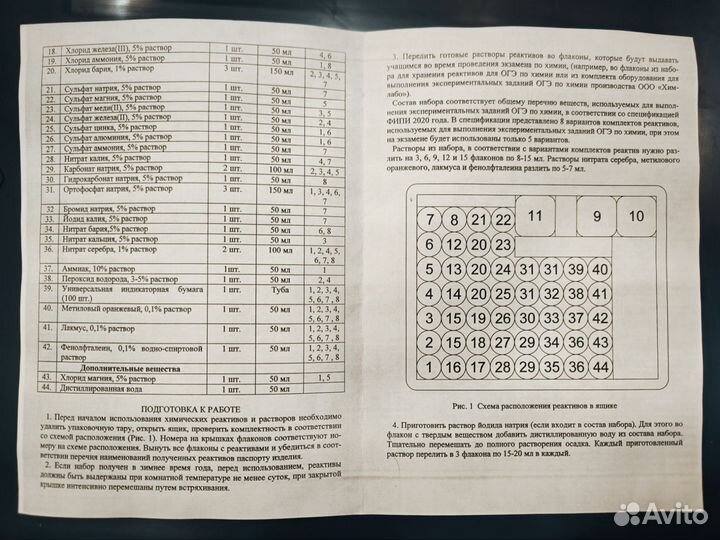 18. Хлорид железа(III), 5% раствор 1 шт. 50 мл 4, 6
19. Хлорид аммония, 5% раствор 1 шт. 50 мл 1, 8
20. Хлорид бария, 1% раствор 3 шт. 150 мл 2, 3, 4, 5,
7
21. Сульфат натрия, 5% раствор 1 шт. 50 мл 7
22. Сульфат магния, 5% раствор 1 шт. 50 мл 5
23. Сульфат меди(II), 5% раствор 1 шт. 50 мл 3, 5
24. Сульфат железа(II), 5% раствор 1 шт. 50 мл 2, 4
25. Сульфат цинка, 5% раствор 1 шт. 50 мл 1, 6
26. Сульфат алюминия, 5% раствор 1 шт. 50 мл 1, 6
27. Сульфат аммония, 5% раствор 1 шт. 50 мл 7
28. Нитрат калия, 5% раствор 1 шт. 50 мл 4, 7
29. Карбонат натрия, 5% раствор 2 шт. 100 мл 2, 3, 4, 5
30. Гидрокарбонат натрия, 5% раствор 1 шт. 50 мл 8
31. Ортофосфат натрия, 5% раствор 3 шт. 150 мл 1, 3, 4, 6,
7
32 Бромид натрия, 5% раствор 1 шт. 50 мл 7
33. Йодид калия, 5% раствор 1 шт. 50 мл 7
34. Нитрат бария,5% раствор 1 шт. 50 мл 6, 8
35. Нитрат кальция, 5% раствор 1 шт. 50 мл 3
36. Нитрат серебра, 1% раствор 2 шт. 100 мл 1, 2, 4, 5,
6, 7, 8
37. Аммиак, 10% раствор 1шт. 50 мл 1
38. Пероксид водорода, 3-5% раствор 1 шт. 50 мл 2, 4
39. Универсальная индикаторная бумага 1 шт. Туба 1, 2, 3, 4,
(100 шт.) 5, 6, 7, 8
40. Метиловый оранжевый, 0,1% раствор 1 шт. 50 мл 1, 2, 3, 4,
5, 6, 7, 8
41. Лакмус, 0,1% раствор 1 шт. 50 мл 1, 2, 3, 4,
5, 6, 7, 8
42. Фенолфталеин, 0,1% водно-спиртовой 1 шт. 50 мл 1, 2, 3, 4,
раствор 5, 6, 7, 8
Дополнительные вещества
43. Хлорид магния, 5% раствор 1 шт. 50 мл 1, 5
44. Дистиллированная вода 1 шт. 50 мл
ПОДГОТОВКА К РАБОТЕ
1. Перед началом использования химических реактивов и растворов необходимо
удалить упаковочную тару, открыть ящик, проверить комплектность в соответствии
со схемой расположения (Рис. 1). Номера на крышках флаконов соответствуют но-
меру на схеме расположения. Вынуть все флаконы с реактивами и убедиться в соот-
ветствии перечня наименований полученных реактивов паспорту изделия.
2. Если набор получен в зимнее время года, перед использованием, реактивы
должны быть выдержаны при комнатной температуре не менее суток, при закрытой
крышке интенсивно перемешаны путем встряхивания.
3. Перелить готовые растворы реактивов во флаконы, которые будут выдавать
учащимся во время проведения экзамена по химии, (например, во флаконы из набо-
ра для хранения реактивов для ОГЭ по химии или из комплекта оборудования для
выполнения экспериментальных заданий ОГЭ по химии производства ООО «Хим-
лабо»).
Состав набора соответствует общему перечню веществ, используемых для выпол-
нения экспериментальных заданий ОГЭ по химии, в соответствии со спецификацией
ФИПИ 2020 года. В спецификации представлено 8 вариантов комплектов реактивов,
используемых для выполнения экспериментальных заданий ОГЭ по химии, при этом
на экзамене будет использованы только 5 вариантов.
Растворы из набора, в соответствии с вариантами комплектов реактив нужно раз-
лить на 3, 6, 9, 12 и 15 флаконов по 8-15 мл. Растворы нитрата серебра, метилового
оранжевого, лакмуса и фенолфталеина разлить по 5-7 мл.
7 8 21 22 11 9 10
6 12 20 23
5 13 20 24 31 31 39 40
4 14 20 25 30 31 38 41
3 15 19 26 29 32 37 42
2 16 18 27 29 33 36 43
1 16 17 28 29 35 36 44
Рис. 1 Схема расположения реактивов в ящике
4. Приготовить раствор йодила натрия (если входит в состав набора). Для этого во
флакон с твердым веществом добавить дистиллированную воду из состава набора.
Тщательно перемешать до полного растворения осадка. Каждый приготовленный
раствор перелить в 3 флакона по 15-20 мл в каждый.
Avito